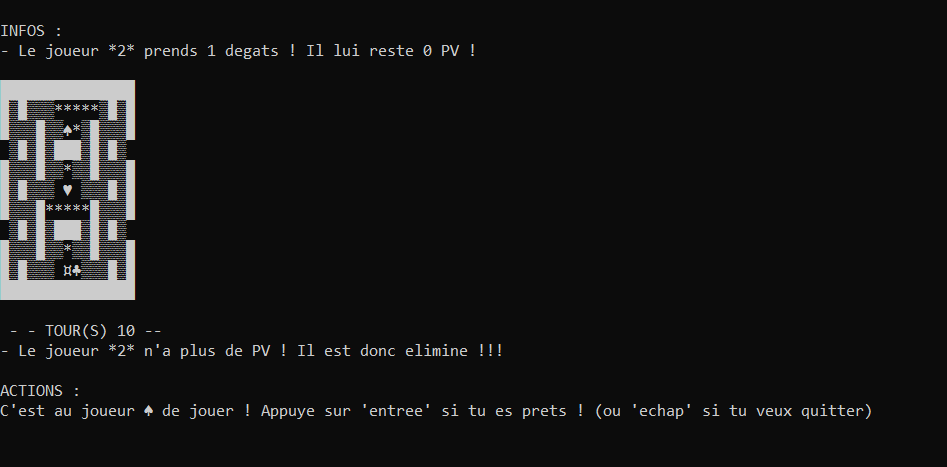 INFOS :
- Le joueur *2* prends 1 degats ! Il lui reste 0 PV !
*****
♠*
*
♥
*****
*
¤♣
- - TOUR(S) 10 --
- Le joueur *2* n'a plus de PV ! Il est donc elimine !!!
ACTIONS :
C'est au joueur ♠ de jouer ! Appuye sur 'entree' si tu es prets ! (ou 'echap' si tu veux quitter)